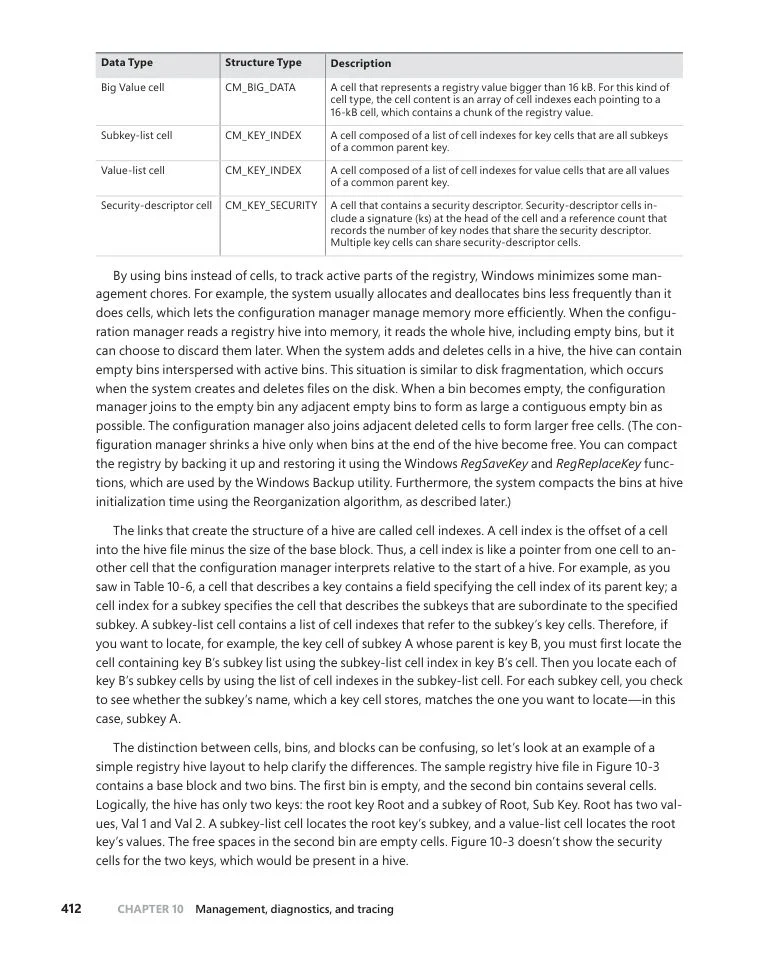 Data Type Structure Type Description
Big Value cell CM_BIG_DATA A cell that represents a registry value bigger than 16 kB. For this kind of
cell type, the cell content is an array of cell indexes each pointing to a
16-kB cell, which contains a chunk of the registry value.
Subkey-list cell CM_KEY_INDEX A cell composed of a list of cell indexes for key cells that are all subkeys
of a common parent key.
Value-list cell CM_KEY_INDEX A cell composed of a list of cell indexes for value cells that are all values
of a common parent key.
Security-descriptor cell CM_KEY_SECURITY A cell that contains a security descriptor. Security-descriptor cells in-
clude a signature (ks) at the head of the cell and a reference count that
records the number of key nodes that share the security descriptor.
Multiple key cells can share security-descriptor cells.
By using bins instead of cells, to track active parts of the registry, Windows minimizes some man-
agement chores. For example, the system usually allocates and deallocates bins less frequently than it
does cells, which lets the configuration manager manage memory more efficiently. When the configu-
ration manager reads a registry hive into memory, it reads the whole hive, including empty bins, but it
can choose to discard them later. When the system adds and deletes cells in a hive, the hive can contain
empty bins interspersed with active bins. This situation is similar to disk fragmentation, which occurs
when the system creates and deletes files on the disk. When a bin becomes empty, the configuration
manager joins to the empty bin any adjacent empty bins to form as large a contiguous empty bin as
possible. The configuration manager also joins adjacent deleted cells to form larger free cells. (The con-
figuration manager shrinks a hive only when bins at the end of the hive become free. You can compact
the registry by backing it up and restoring it using the Windows RegSaveKey and RegReplaceKey func-
tions, which are used by the Windows Backup utility. Furthermore, the system compacts the bins at hive
initialization time using the Reorganization algorithm, as described later.)
The links that create the structure of a hive are called cell indexes. A cell index is the offset of a cell
into the hive file minus the size of the base block. Thus, a cell index is like a pointer from one cell to an-
other cell that the configuration manager interprets relative to the start of a hive. For example, as you
saw in Table 10-6, a cell that describes a key contains a field specifying the cell index of its parent key; a
cell index for a subkey specifies the cell that describes the subkeys that are subordinate to the specified
subkey. A subkey-list cell contains a list of cell indexes that refer to the subkey's key cells. Therefore, if
you want to locate, for example, the key cell of subkey A whose parent is key B, you must first locate the
cell containing key B's subkey list using the subkey-list cell index in key B's cell. Then you locate each of
key B's subkey cells by using the list of cell indexes in the subkey-list cell. For each subkey cell, you check
to see whether the subkey's name, which a key cell stores, matches the one you want to locate—in this
case, subkey A.
The distinction between cells, bins, and blocks can be confusing, so let's look at an example of a
simple registry hive layout to help clarify the differences. The sample registry hive file in Figure 10-3
contains a base block and two bins. The first bin is empty, and the second bin contains several cells.
Logically, the hive has only two keys: the root key Root and a subkey of Root, Sub Key. Root has two val-
ues, Val 1 and Val 2. A subkey-list cell locates the root key's subkey, and a value-list cell locates the root
key's values. The free spaces in the second bin are empty cells. Figure 10-3 doesn't show the security
cells for the two keys, which would be present in a hive.
412 CHAPTER 10 Management, diagnostics, and tracing